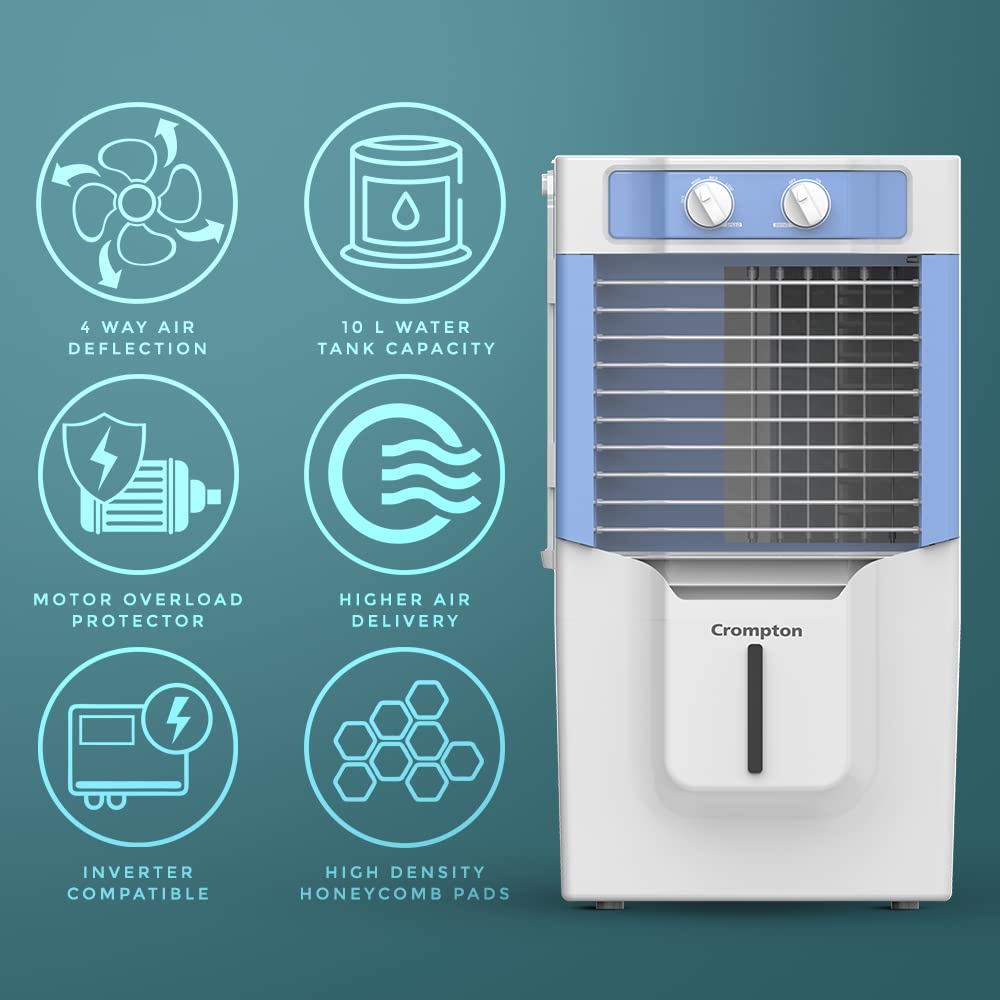 4 WAY AIR
DEFLECTION
10 L WATER
TANK CAPACITY
MOTOR OVERLOAD
PROTECTOR
HIGHER AIR
DELIVERY
INVERTER
COMPATIBLE
HIGH DENSITY
HONEYCOMB PADS
SPEED
Crompton